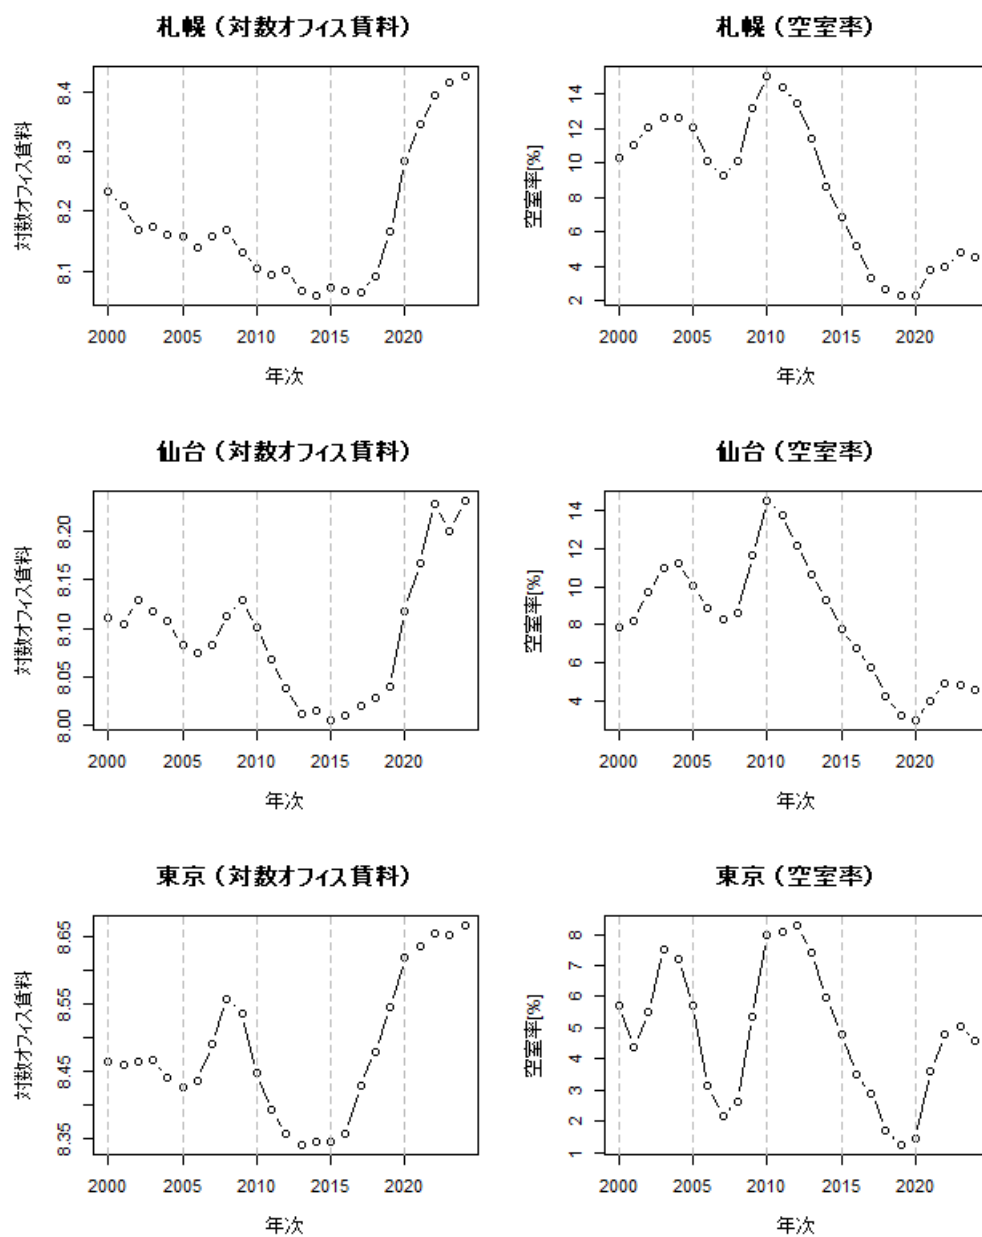 札幌（対数オフィス賃料）
対数オフィス賃料
8.4
8.3
8.2
8.1
2000 2005 2010 2015 2020
年次
札幌（空室率）
空室率[%]
14
12
10
8
6
4
2
2000 2005 2010 2015 2020
年次
仙台（対数オフィス賃料）
対数オフィス賃料
8.20
8.15
8.10
8.05
8.00
2000 2005 2010 2015 2020
年次
仙台（空室率）
空室率[%]
14
12
10
8
6
4
2000 2005 2010 2015 2020
年次
東京（対数オフィス賃料）
対数オフィス賃料
8.65
8.55
8.45
8.35
2000 2005 2010 2015 2020
年次
東京（空室率）
空室率[%]
8
7
6
5
4
3
2
1
2000 2005 2010 2015 2020
年次